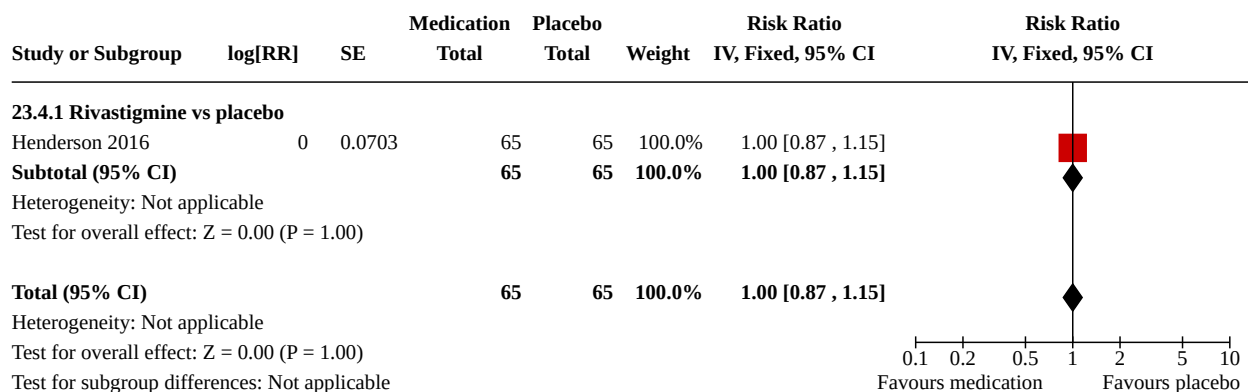 Medication Placebo Risk Ratio Risk Ratio
Study or Subgroup log[RR] SE Total Total Weight IV, Fixed, 95% CI IV, Fixed, 95% CI
23.4.1 Rivastigmine vs placebo
Henderson 2016 0 0.0703 65 65 100.0% 1.00 [0.87 , 1.15]
Subtotal (95% CI) 65 65 100.0% 1.00 [0.87 , 1.15]
Heterogeneity: Not applicable
Test for overall effect: Z = 0.00 (P = 1.00)
Total (95% CI) 65 65 100.0% 1.00 [0.87 , 1.15]
Heterogeneity: Not applicable
Test for overall effect: Z = 0.00 (P = 1.00)
0.1 0.2 0.5 1 2 5 10
Test for subgroup differences: Not applicable Favours medication Favours placebo